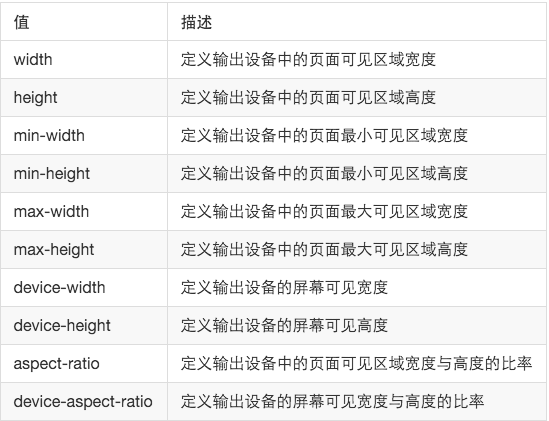 值 描述
width 定义输出设备中的页面可见区域宽度
height 定义输出设备中的页面可见区域高度
min-width 定义输出设备中的页面最小可见区域宽度
min-height 定义输出设备中的页面最小可见区域高度
max-width 定义输出设备中的页面最大可见区域宽度
max-height 定义输出设备中的页面最大可见区域高度
device-width 定义输出设备的屏幕可见宽度
device-height 定义输出设备的屏幕可见高度
aspect-ratio 定义输出设备中的页面可见区域宽度与高度的比率
device-aspect-ratio 定义输出设备的屏幕可见宽度与高度的比率